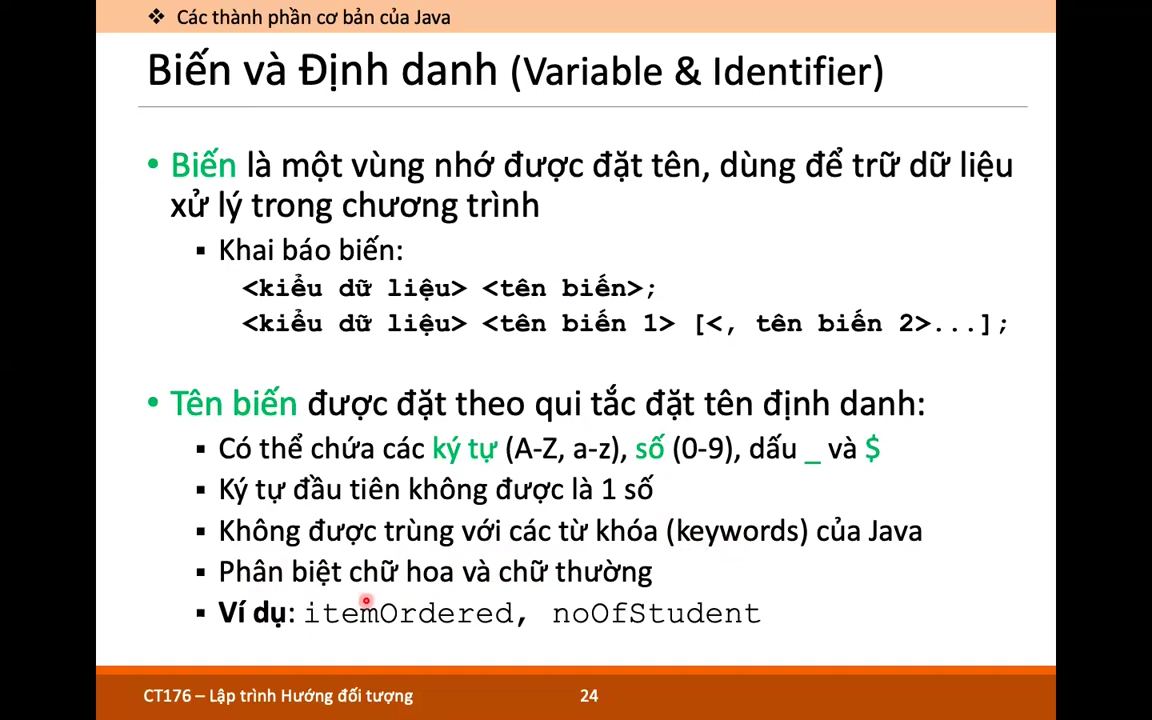 ❖ Các thành phần cơ bản của Java
Biến và Định danh (Variable & Identifier)
• Biến là một vùng nhớ được đặt tên, dùng để trữ dữ liệu
xử lý trong chương trình
▪ Khai báo biến:
<kiểu dữ liệu> <tên biến>;
<kiểu dữ liệu> <tên biến 1> [<, tên biến 2>...];
• Tên biến được đặt theo qui tắc đặt tên định danh:
▪ Có thể chứa các ký tự (A-Z, a-z), số (0-9), dấu _ và $
▪ Ký tự đầu tiên không được là 1 số
▪ Không được trùng với các từ khóa (keywords) của Java
▪ Phân biệt chữ hoa và chữ thường
▪ Ví dụ: itemOrdered, noOfStudent
CT176 – Lập trình Hướng đối tượng 24